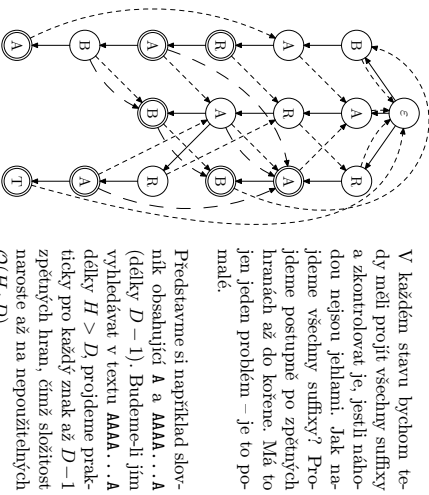 ε
B A R
A R A
R A B
A B R
B A
A T
V každém stavu bychom te-
dy měli projít všechny suffixy
a zkontrolovat je, jestli náho-
dou nejsou jehlami. Jak na-
jdeme všechny suffixy? Pro-
jdeme postupně po zpětných
hranách až do kořene. Má to
jen jeden problém – je to po-
malé.
Představme si například slov-
ník obsahující A a AAAA...A
(délky D − 1). Budeme-li jím
vyhledávat v textu AAAA...A
délky H > D, projdeme prak-
ticky pro každý znak až D−1
zpětných hran, čímž složitost
naroste až na nepoužitelných
O(H · D).